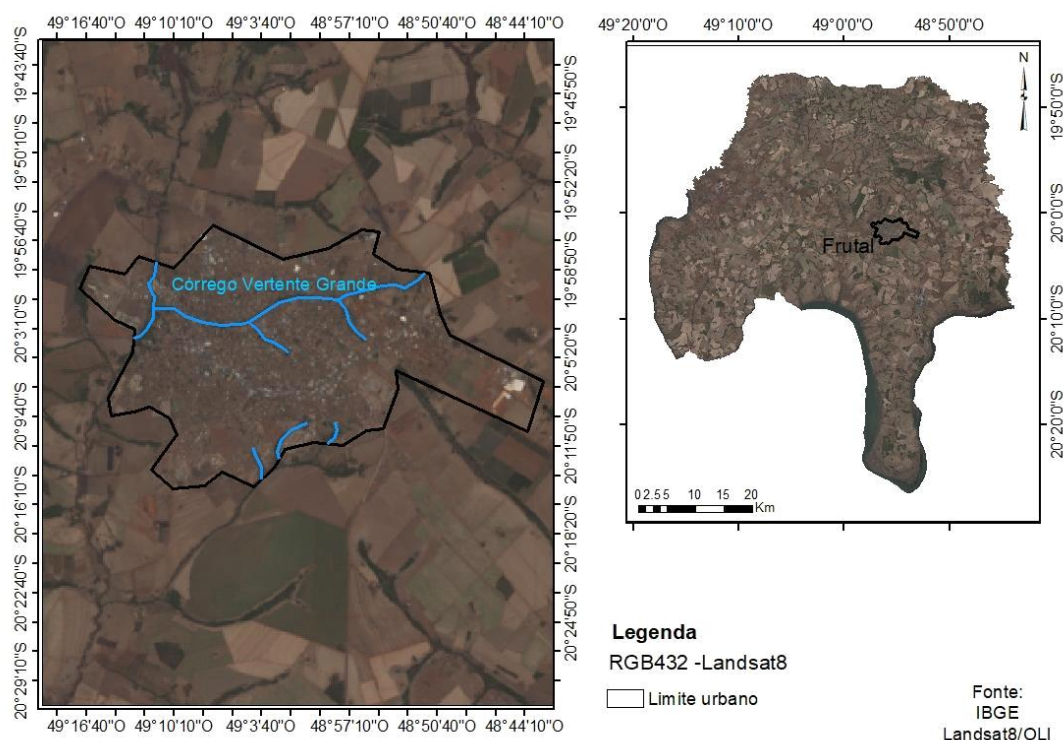 49°16'40"O 49°10'10"O 49°3'40"O 48°57'10"O 48°50'40"O 48°44'10"O
19°43'40"S
19°50'10"S
19°56'40"S
20°3'10"S
20°9'40"S
20°16'10"S
20°22'40"S
20°29'10"S
Córrego Vertente Grande
19°45'50"S
19°52'20"S
19°58'50"S
20°5'20"S
20°11'50"S
20°18'20"S
20°24'50"S
49°16'40"O 49°10'10"O 49°3'40"O 48°57'10"O 48°50'40"O 48°44'10"O
49°20'0"O 49°10'0"O 49°0'0"O 48°50'0"O
N
Frutal
19°50'0"S
20°0'0"S
20°10'0"S
20°20'0"S
0 2.5 5 10 15 20
Km
Legenda
RGB432 -Landsat8
Limite urbano
Fonte:
IBGE
Landsat8/OLI